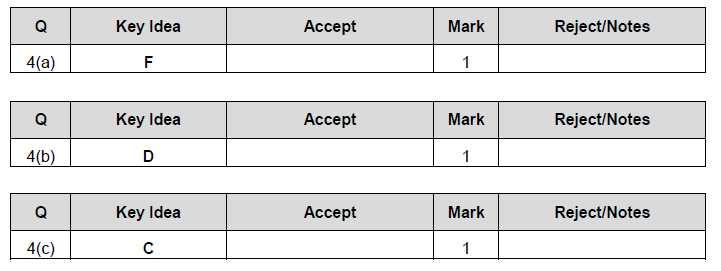 Q Key Idea Accept Mark Reject/Notes
4(a) F 1
Q Key Idea Accept Mark Reject/Notes
4(b) D 1
Q Key Idea Accept Mark Reject/Notes
4(c) C 1